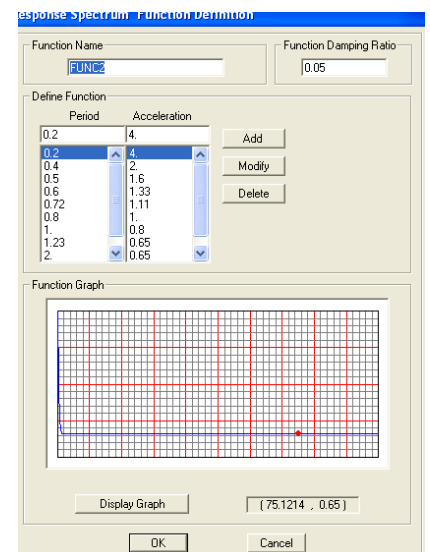 esponse Spectrum Function Definition
Function Name
Function Damping Ratio
FUNC2
0.05
Define Function
Period Acceleration
0.2 4.
Add
0.2 4.
0.4 2.
Modify
0.5 1.6
0.6 1.33
Delete
0.72 1.11
0.8 1.
1. 0.8
1.23 0.65
2. 0.65
Function Graph
Display Graph
( 75.1214 , 0.65 )
OK
Cancel